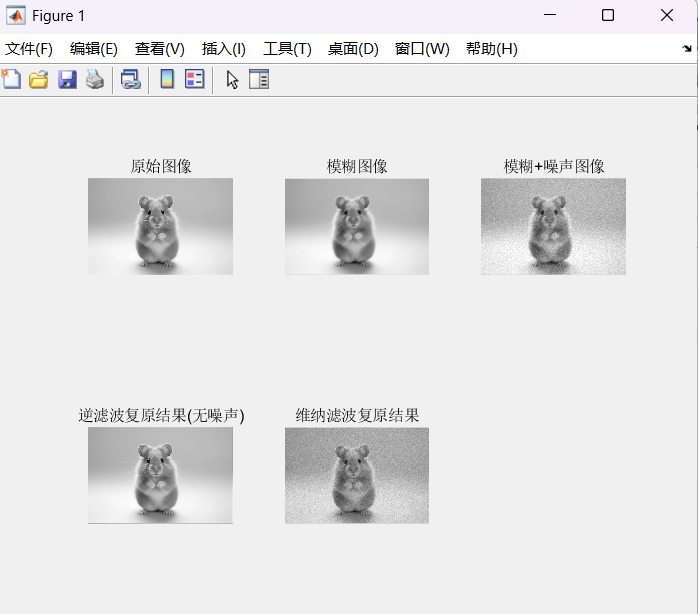 Figure 1
文件(F) 编辑(E) 查看(V) 插入(I) 工具(T) 桌面(D) 窗口(W) 帮助(H)
原始图像 模糊图像 模糊+噪声图像
逆滤波复原结果(无噪声) 维纳滤波复原结果